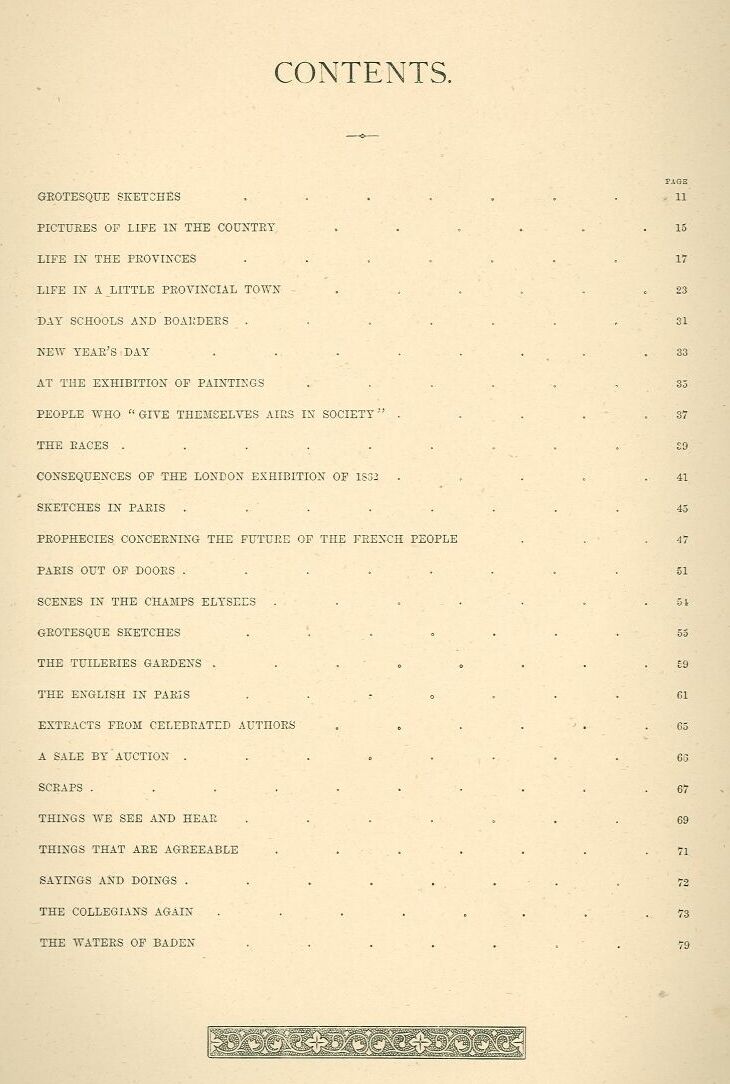 CONTENTS.
PAGE
GROTESQUE SKETCHES . . . . . . . 11
PICTURES OF LIFE IN THE COUNTRY . . . . . . 15
LIFE IN THE PROVINCES . . . . . . . 17
LIFE IN A LITTLE PROVINCIAL TOWN . . . . . . 23
DAY SCHOOLS AND BOARDERS . . . . . . . 31
NEW YEAR'S DAY . . . . . . . . 33
AT THE EXHIBITION OF PAINTINGS . . . . . . 35
PEOPLE WHO "GIVE THEMSELVES AIRS IN SOCIETY" . . . . . 37
THE RACES . . . . . . . . . 39
CONSEQUENCES OF THE LONDON EXHIBITION OF 1862 . . . . . 41
SKETCHES IN PARIS . . . . . . . . 45
PROPHECIES CONCERNING THE FUTURE OF THE FRENCH PEOPLE . . . 47
PARIS OUT OF DOORS . . . . . . . . 51
SCENES IN THE CHAMPS ELYSEES . . . . . . . 54
GROTESQUE SKETCHES . . . . . . . 55
THE TUILERIES GARDENS . . . . . . . . 59
THE ENGLISH IN PARIS . . . . . . . 61
EXTRACTS FROM CELEBRATED AUTHORS . . . . . . 65
A SALE BY AUCTION . . . . . . . . 66
SCRAPS . . . . . . . . . . 67
THINGS WE SEE AND HEAR . . . . . . . 69
THINGS THAT ARE AGREEABLE . . . . . . . 71
SAYINGS AND DOINGS . . . . . . . . 72
THE COLLEGIANS AGAIN . . . . . . . . 73
THE WATERS OF BADEN . . . . . . . 79